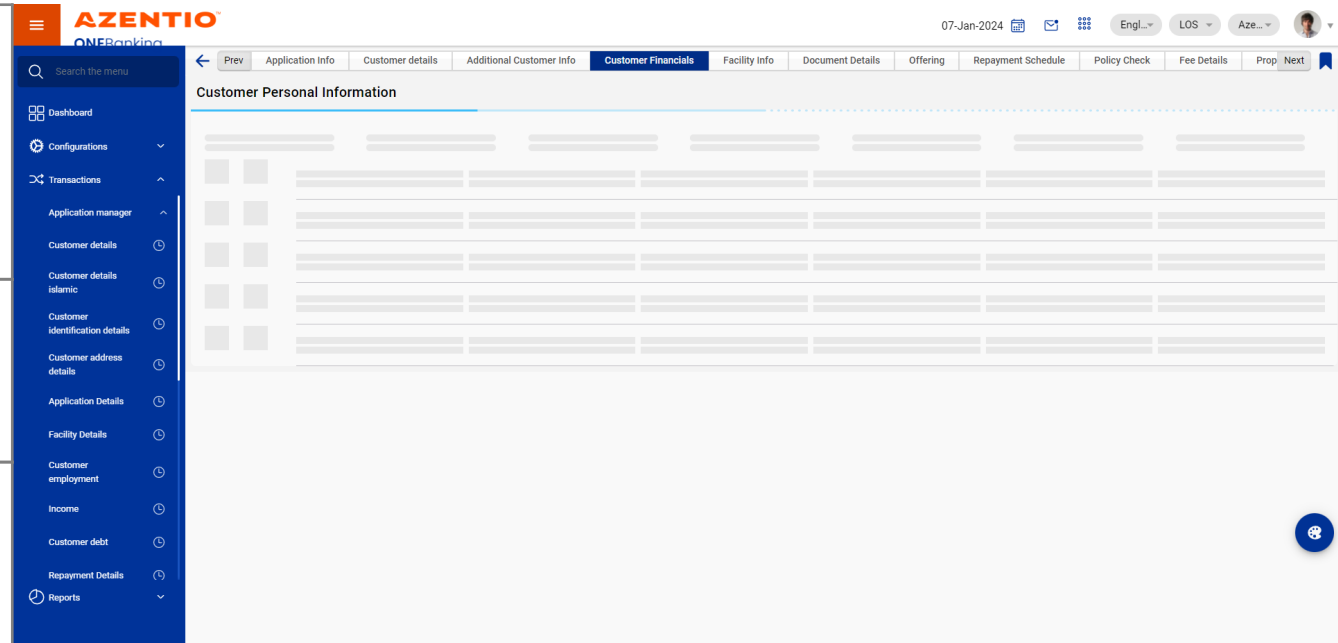 AZENTIO
ONEBanking
07-Jan-2024
Engl...
LOS
Aze...
Search the menu
Dashboard
Configurations
Transactions
Application manager
Customer details
Customer details
islamic
Customer
identification details
Customer address
details
Application Details
Facility Details
Customer
employment
Income
Customer debt
Repayment Details
Reports
Prev
Application Info
Customer details
Additional Customer Info
Customer Financials
Facility Info
Document Details
Offering
Repayment Schedule
Policy Check
Fee Details
Prop
Next
Customer Personal Information